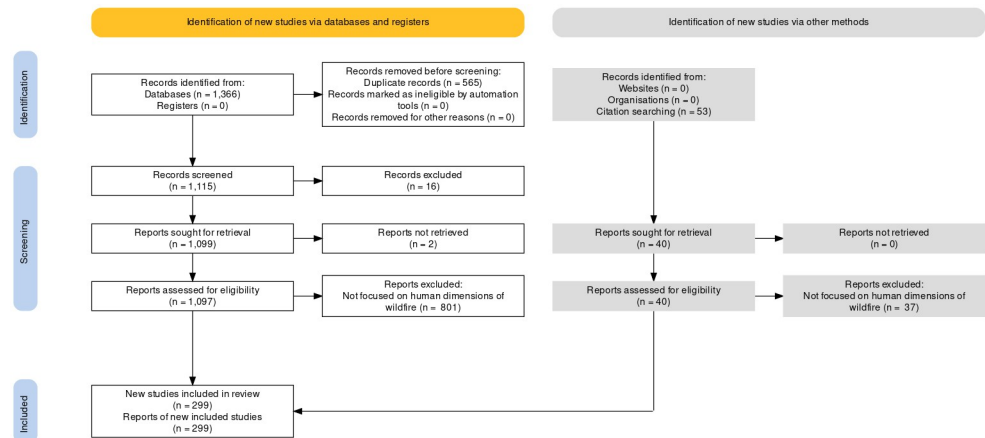 Identification of new studies via databases and registers
Identification of new studies via other methods
Identification
Records identified from:
Databases (n = 1,366)
Registers (n = 0)
Records removed before screening:
Duplicate records (n = 565)
Records marked as ineligible by automation
tools (n = 0)
Records removed for other reasons (n = 0)
Records identified from:
Websites (n = 0)
Organisations (n = 0)
Citation searching (n = 53)
Screening
Records screened
(n = 1,115)
Records excluded
(n = 16)
Reports sought for retrieval
(n = 1,099)
Reports not retrieved
(n = 2)
Reports sought for retrieval
(n = 40)
Reports not retrieved
(n = 0)
Reports assessed for eligibility
(n = 1,097)
Reports excluded:
Not focused on human dimensions of
wildfire (n = 801)
Reports assessed for eligibility
(n = 40)
Reports excluded:
Not focused on human dimensions of
wildfire (n = 37)
Included
New studies included in review
(n = 299)
Reports of new included studies
(n = 299)